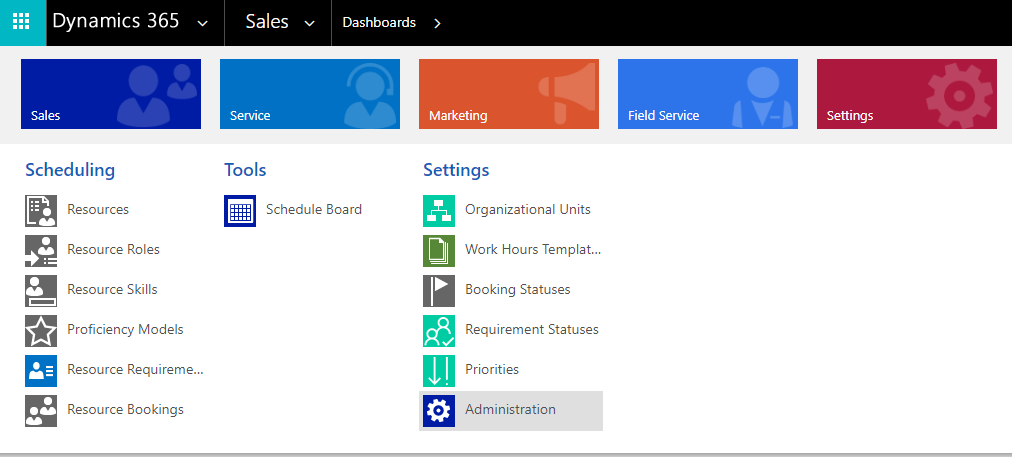 Dynamics 365 Sales Dashboards
Sales Service Marketing Field Service Settings
Scheduling
Resources
Resource Roles
Resource Skills
Proficiency Models
Resource Requireme...
Resource Bookings
Tools
Schedule Board
Settings
Organizational Units
Work Hours Templat...
Booking Statuses
Requirement Statuses
Priorities
Administration